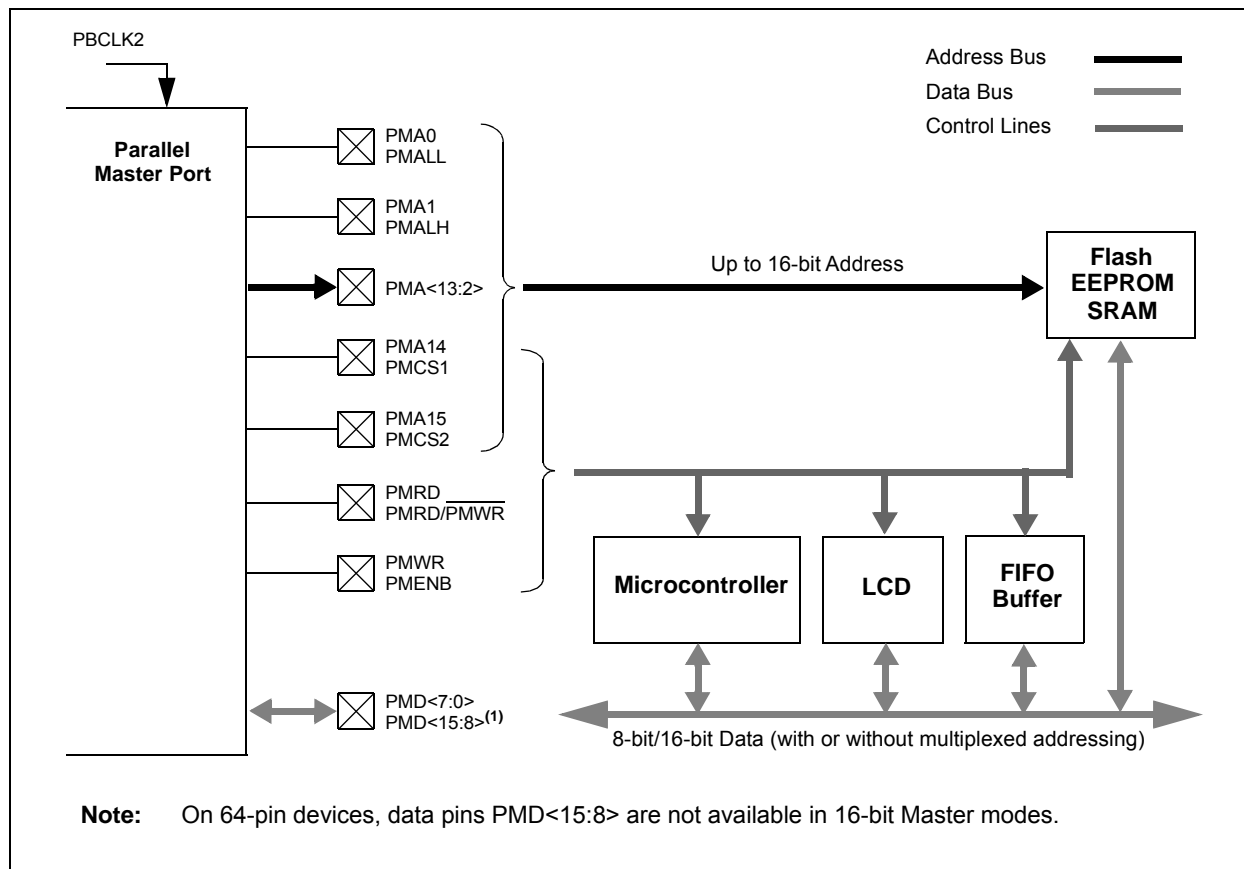 PBCLK2
Address Bus
Data Bus
Control Lines
Parallel
Master Port
PMA0
PMALL
PMA1
PMALH
Up to 16-bit Address
Flash
EEPROM
SRAM
PMA<13:2>
PMA14
PMCS1
PMA15
PMCS2
PMRD
PMRD/PMWR
PMWR
PMENB
Microcontroller
LCD
FIFO
Buffer
PMD<7:0>
PMD<15:8>(1)
8-bit/16-bit Data (with or without multiplexed addressing)
Note: On 64-pin devices, data pins PMD<15:8> are not available in 16-bit Master modes.